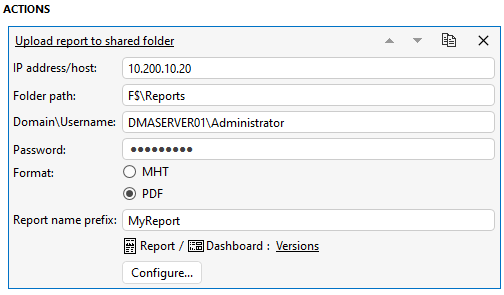 ACTIONS
Upload report to shared folder
IP address/host: 10.200.10.20
Folder path: F$\Reports
Domain\Username: DMASERVER01\Administrator
Password: ●●●●●●●●●
Format: MHT
PDF
Report name prefix: MyReport
Report / Dashboard : Versions
Configure...